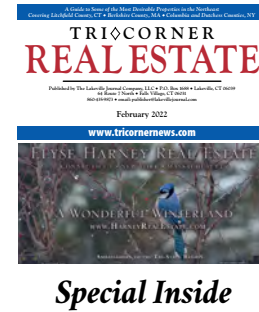 A Guide to Some of the Most Desirable Properties in the Northeast
Covering Litchfield County, CT • Berkshire County, MA • Columbia and Dutchess Counties, NY
TRI◊CORNER
REAL ESTATE
Published by The Lakeville Journal Company, LLC • P.O. Box 1688 • Lakeville, CT 06039
64 Route 7 North • Falls Village, CT 06031
860-435-9873 • email: publisher@lakevillejournal.com
February 2022
www.tricornernews.com
Elyse Harney Real Estate
A Wonderful Winterland
www.HarneyRealEstate.com
Special Inside